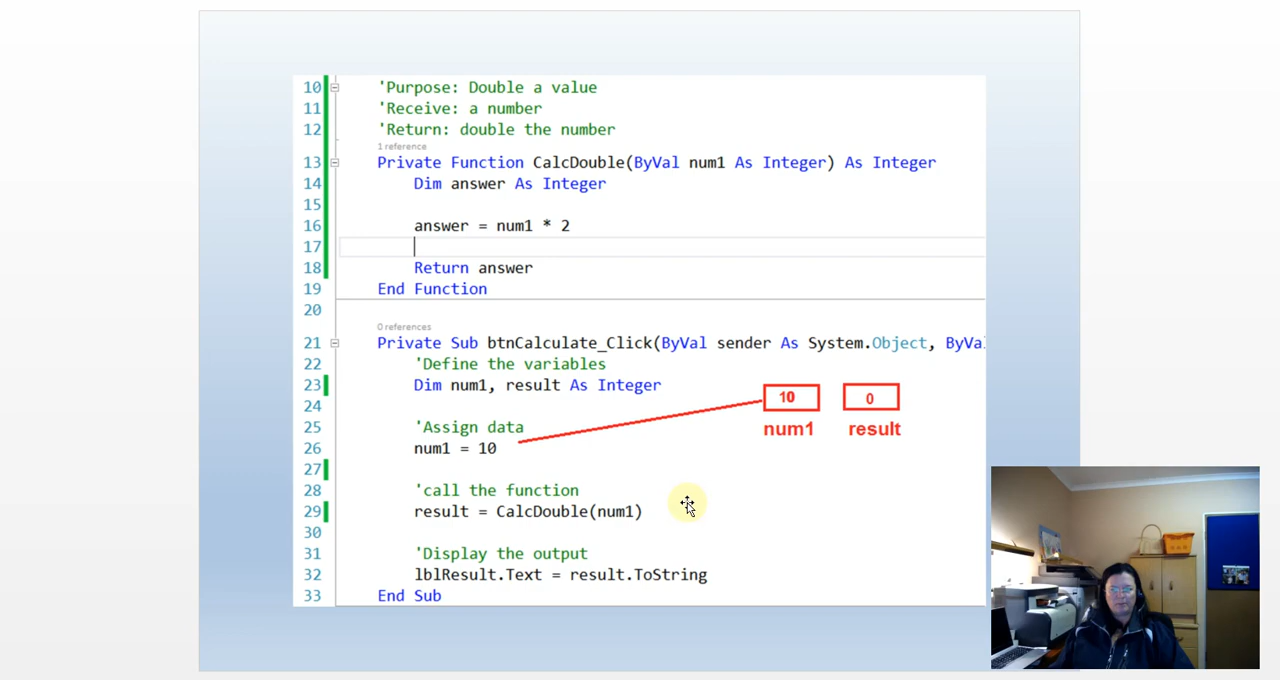 10 'Purpose: Double a value
11 'Receive: a number
12 'Return: double the number
1 reference
13 Private Function CalcDouble(ByVal num1 As Integer) As Integer
14 Dim answer As Integer
15
16 answer = num1 * 2
17
18 Return answer
19 End Function
20
0 references
21 Private Sub btnCalculate_Click(ByVal sender As System.Object, ByVa
22 'Define the variables
23 Dim num1, result As Integer
24
25 'Assign data
26 num1 = 10
27
28 'call the function
29 result = CalcDouble(num1)
30
31 'Display the output
32 lblResult.Text = result.ToString
33 End Sub
10 0
num1 result